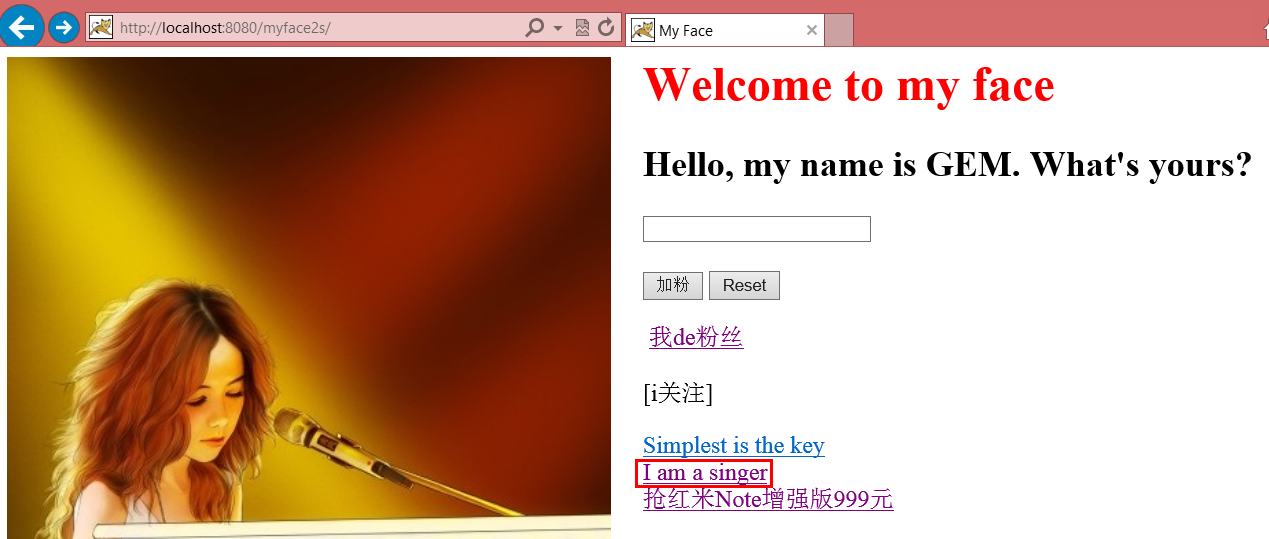 http://localhost:8080/myface2s/
My Face
Welcome to my face
Hello, my name is GEM. What's yours?
加粉 Reset
我de粉丝
[i关注]
Simplest is the key
I am a singer
抢红米Note增强版999元